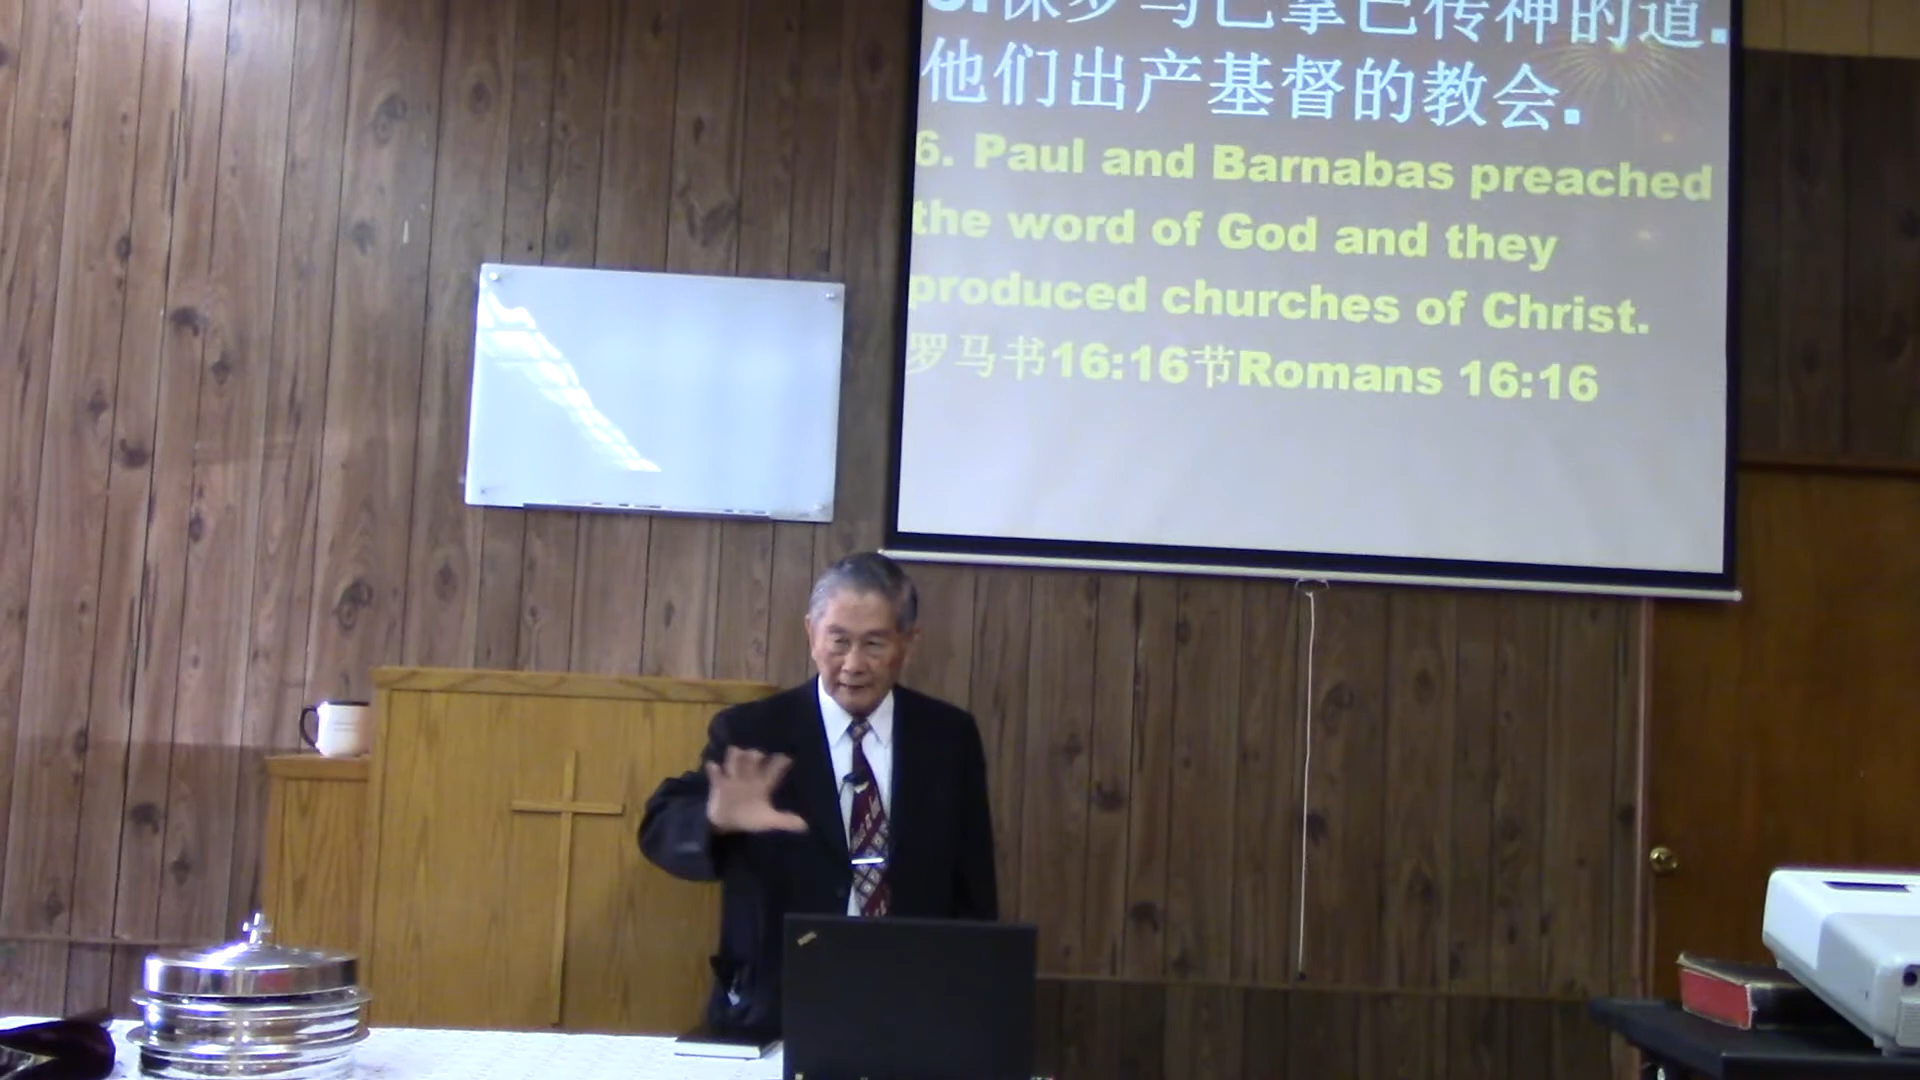 保罗与巴拿巴传神的道.
他们出产基督的教会.
6. Paul and Barnabas preached
the word of God and they
produced churches of Christ.
罗马书16:16节Romans 16:16